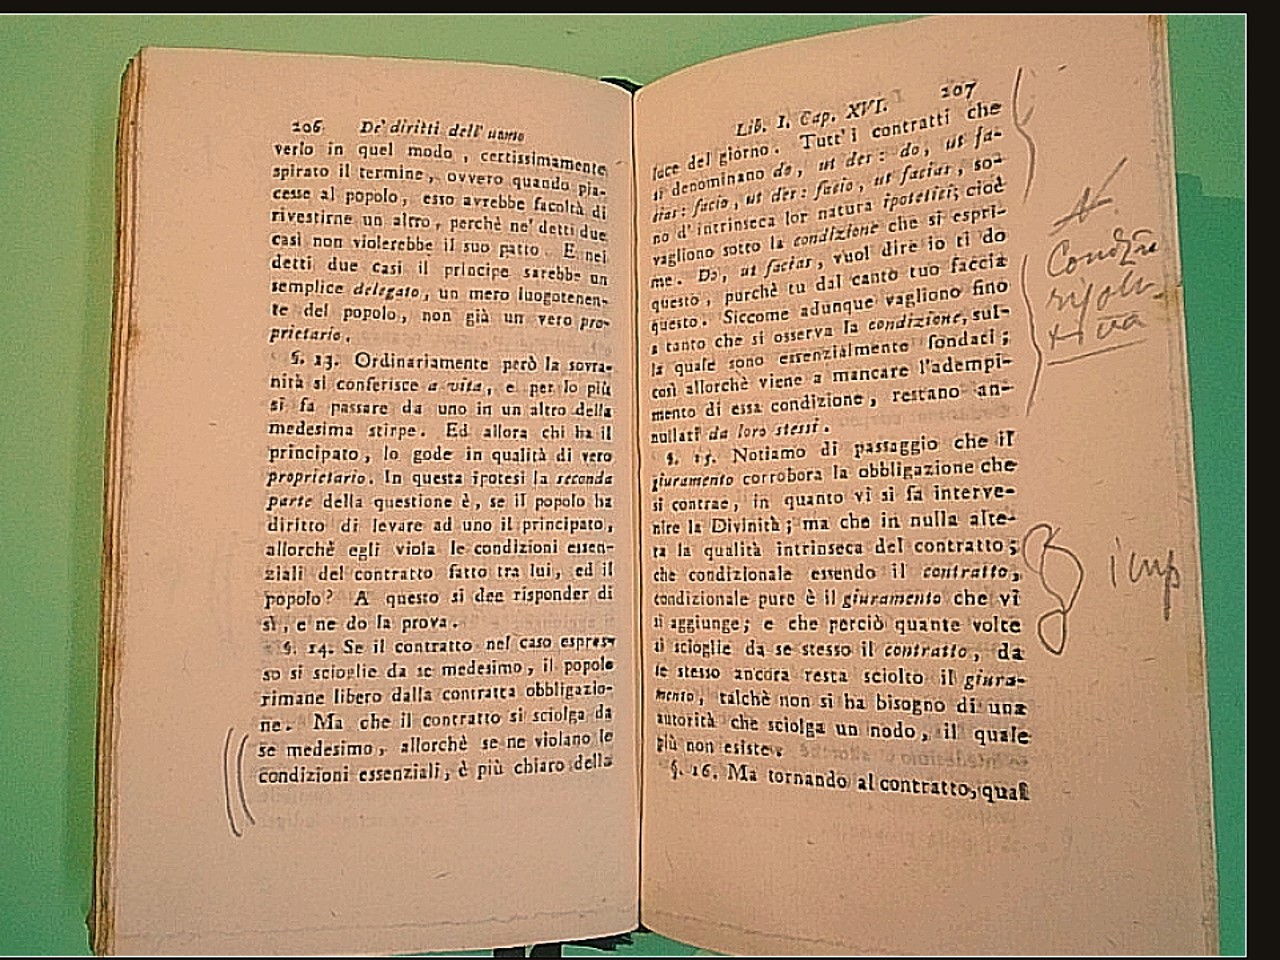 206 De' diritti dell' uomo
verlo in quel modo, certissimamente
spirato il termine, ovvero quando pia-
cesse al popolo, esso avrebbe facoltà di
rivestirne un altro, perchè ne' detti due
casi non violerebbe il suo patto. E nei
detti due casi il principe sarebbe un
semplice delegato, un mero luogotenen-
te del popolo, non già un vero pro-
prietario.
§. 13. Ordinariamente però la sovra-
nità si conferisce a vita, e per lo più
si fa passare da uno in un altro della
medesima stirpe. Ed allora chi ha il
principato, lo gode in qualità di vero
proprietario. In questa ipotesi la seconda
parte della questione è, se il popolo ha
diritto di levare ad uno il principato,
allorchè egli viola le condizioni essen-
ziali del contratto fatto tra lui, ed il
popolo? A questo si dee risponder di
sì, e ne do la prova.
§. 14. Se il contratto nel caso espres-
so si scioglie da se medesimo, il popolo
rimane libero dalla contratta obbligazio-
ne. Ma che il contratto si sciolga da
se medesimo, allorchè se ne violano le
condizioni essenziali, è più chiaro della
Lib. I. Cap. XVI. 207
luce del giorno. Tutt'i contratti che
si denominano do, ut der: do, ut fa-
cias: facio, ut der: facio, ut facias, so-
no d'intrinseca lor natura ipotetici; cioè
vagliono sotto la condizione che si espri-
me. Do, ut facias, vuol dire io ti do
questo, purchè tu dal canto tuo faccia
questo. Siccome adunque vagliono fino
a tanto che si osserva la condizione, sul-
la quale sono essenzialmente fondati;
così allorchè viene a mancare l'adempi-
mento di essa condizione, restano an-
nullati da loro stessi.
§. 15. Notiamo di passaggio che il
giuramento corrobora la obbligazione che
si contrae, in quanto vi si fa interve-
nire la Divinità; ma che in nulla alte-
ra la qualità intrinseca del contratto;
che condizionale essendo il contratto,
condizionale pure è il giuramento che vi
si aggiunge; e che perciò quante volte
si scioglie da se stesso il contratto, da
se stesso ancora resta sciolto il giura-
mento, talchè non si ha bisogno di una
autorità che sciolga un nodo, il quale
più non esiste.
§. 16. Ma tornando al contratto, qual
N.
risolu-
tiva
imp